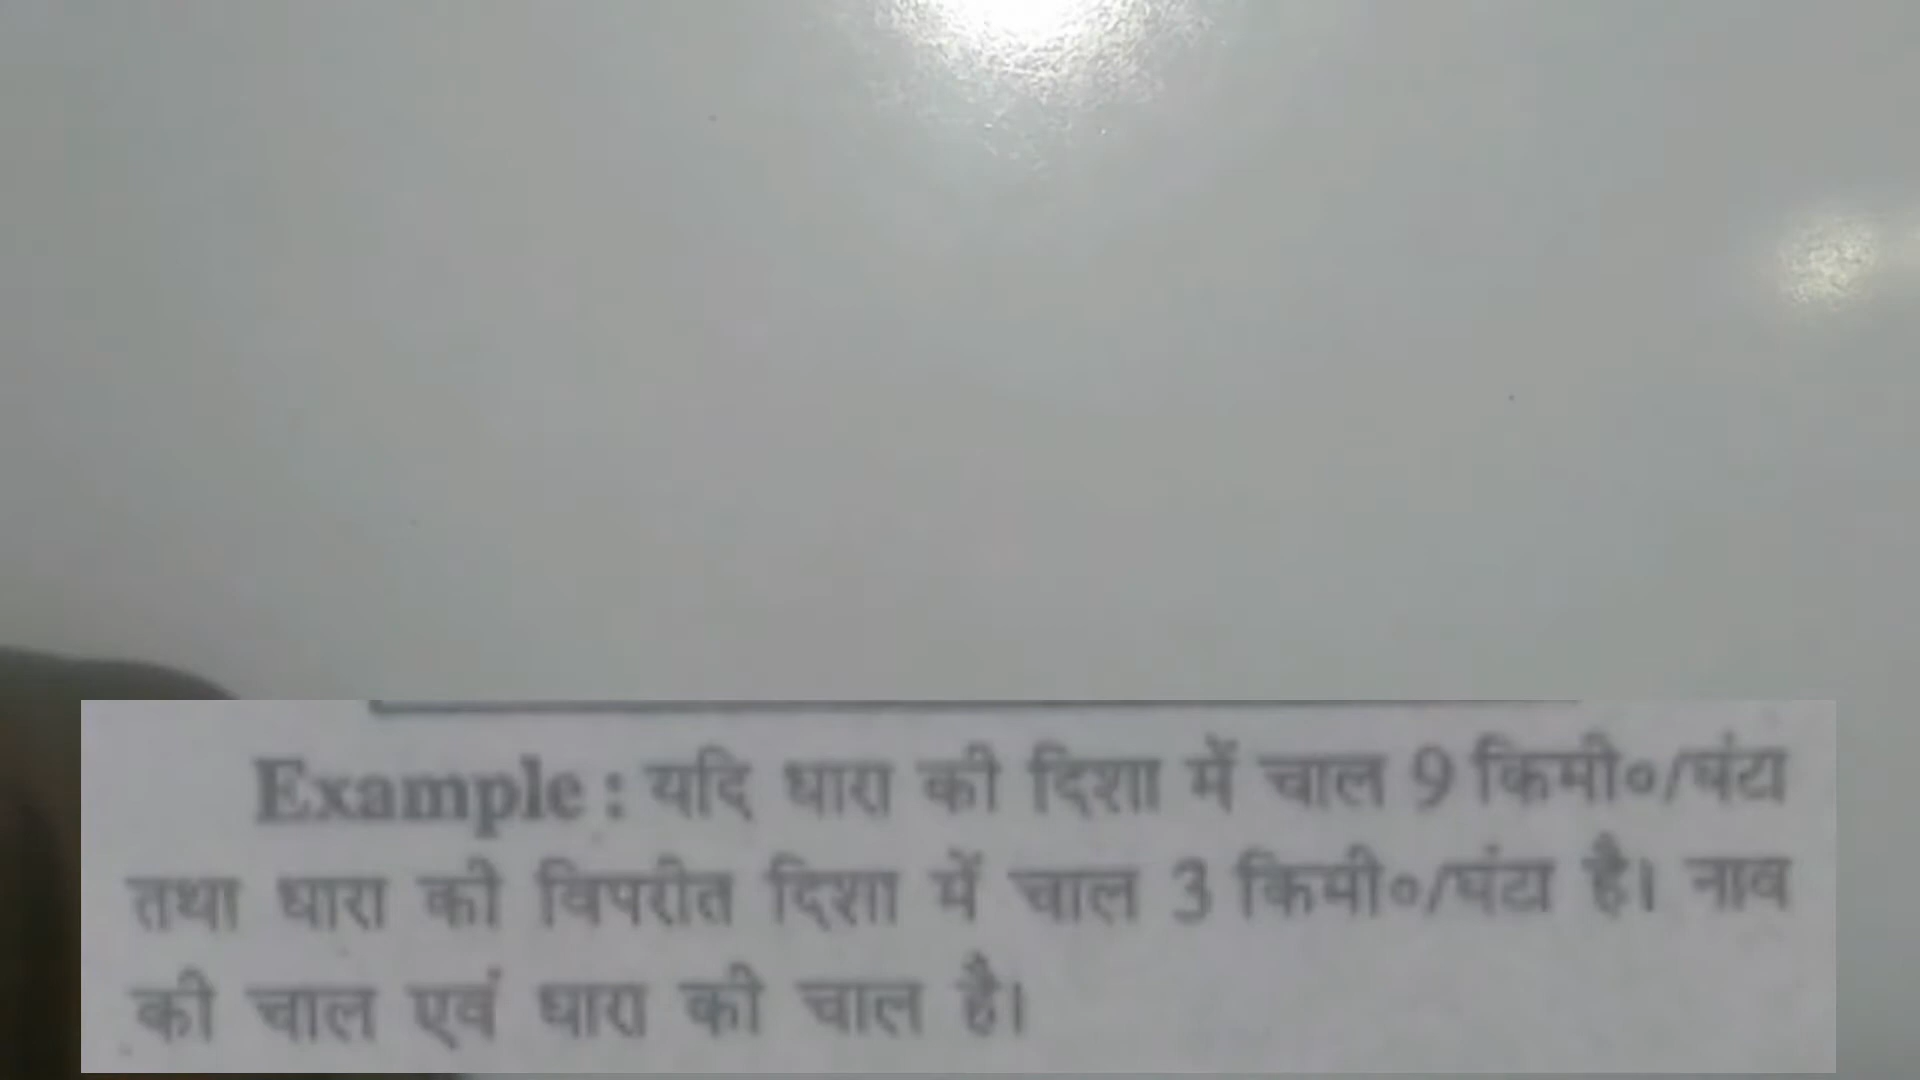 Example : यदि धारा की दिशा में चाल 9 किमी०/घंटा
तथा धारा की विपरीत दिशा में चाल 3 किमी०/घंटा है। नाव
की चाल एवं धारा की चाल है।